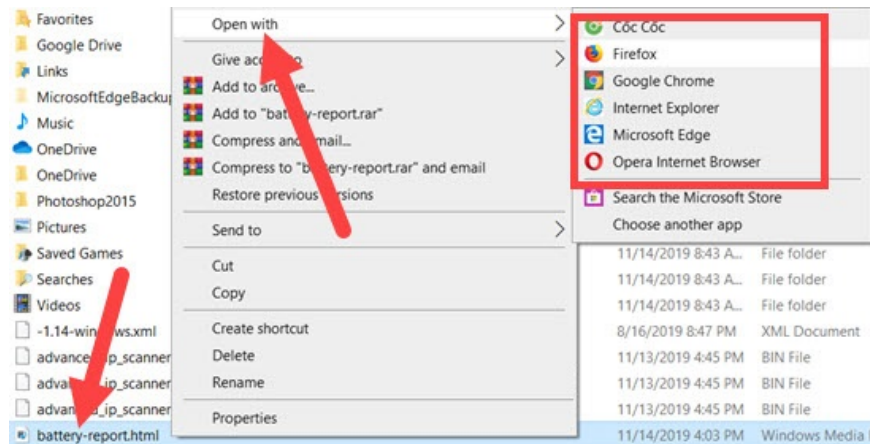 Favorites
Google Drive
Links
MicrosoftEdgeBackup
Music
OneDrive
OneDrive
Photoshop2015
Pictures
Saved Games
Searches
Videos
-1.14-windows.xml
advanced_ip_scanner
advanced_ip_scanner
advanced_ip_scanner
battery-report.html
Open with
Give access to
Add to archive...
Add to "battery-report.rar"
Compress and email...
Compress to "battery-report.rar" and email
Restore previous versions
Send to
Cut
Copy
Create shortcut
Delete
Rename
Properties
Cốc Cốc
Firefox
Google Chrome
Internet Explorer
Microsoft Edge
Opera Internet Browser
Search the Microsoft Store
Choose another app
11/14/2019 8:43 A... File folder
11/14/2019 8:43 A... File folder
11/14/2019 8:43 A... File folder
8/16/2019 8:47 PM XML Document
11/13/2019 4:45 PM BIN File
11/13/2019 4:45 PM BIN File
11/13/2019 4:45 PM BIN File
11/14/2019 4:03 PM Windows Media